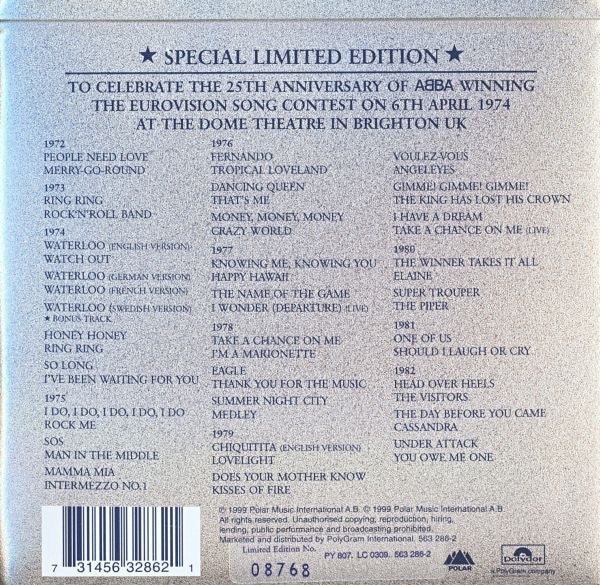 ★ SPECIAL LIMITED EDITION ★
TO CELEBRATE THE 25TH ANNIVERSARY OF ABBA WINNING
THE EUROVISION SONG CONTEST ON 6TH APRIL 1974
AT THE DOME THEATRE IN BRIGHTON UK
1972
PEOPLE NEED LOVE
MERRY-GO-ROUND
1973
RING RING
ROCK'N'ROLL BAND
1974
WATERLOO (ENGLISH VERSION)
WATCH OUT
WATERLOO (GERMAN VERSION)
WATERLOO (FRENCH VERSION)
WATERLOO (SWEDISH VERSION)
★ BONUS TRACK
HONEY HONEY
RING RING
SO LONG
I'VE BEEN WAITING FOR YOU
1975
I DO, I DO, I DO, I DO, I DO
ROCK ME
SOS
MAN IN THE MIDDLE
MAMMA MIA
INTERMEZZO NO.1
1976
FERNANDO
TROPICAL LOVELAND
DANCING QUEEN
THAT'S ME
MONEY, MONEY, MONEY
CRAZY WORLD
1977
KNOWING ME, KNOWING YOU
HAPPY HAWAII
THE NAME OF THE GAME
I WONDER (DEPARTURE) (LIVE)
1978
TAKE A CHANCE ON ME
I'M A MARIONETTE
EAGLE
THANK YOU FOR THE MUSIC
SUMMER NIGHT CITY
MEDLEY
1979
CHIQUITITA (ENGLISH VERSION)
LOVELIGHT
DOES YOUR MOTHER KNOW
KISSES OF FIRE
VOULEZ-VOUS
ANGELEYES
GIMME! GIMME! GIMME!
THE KING HAS LOST HIS CROWN
I HAVE A DREAM
TAKE A CHANCE ON ME (LIVE)
1980
THE WINNER TAKES IT ALL
ELAINE
SUPER TROUPER
THE PIPER
1981
ONE OF US
SHOULD I LAUGH OR CRY
1982
HEAD OVER HEELS
THE VISITORS
THE DAY BEFORE YOU CAME
CASSANDRA
UNDER ATTACK
YOU OWE ME ONE
℗ 1999 Polar Music International A.B. © 1999 Polar Music International A.B.
All rights reserved. Unauthorised copying, reproduction, hiring,
lending, public performance and broadcasting prohibited.
Marketed and distributed by PolyGram International. 563 286-2
Limited Edition No. PY 807. LC 0309. 563 286-2
08768
7 31456 32862 1
POLAR
Polydor
a PolyGram company